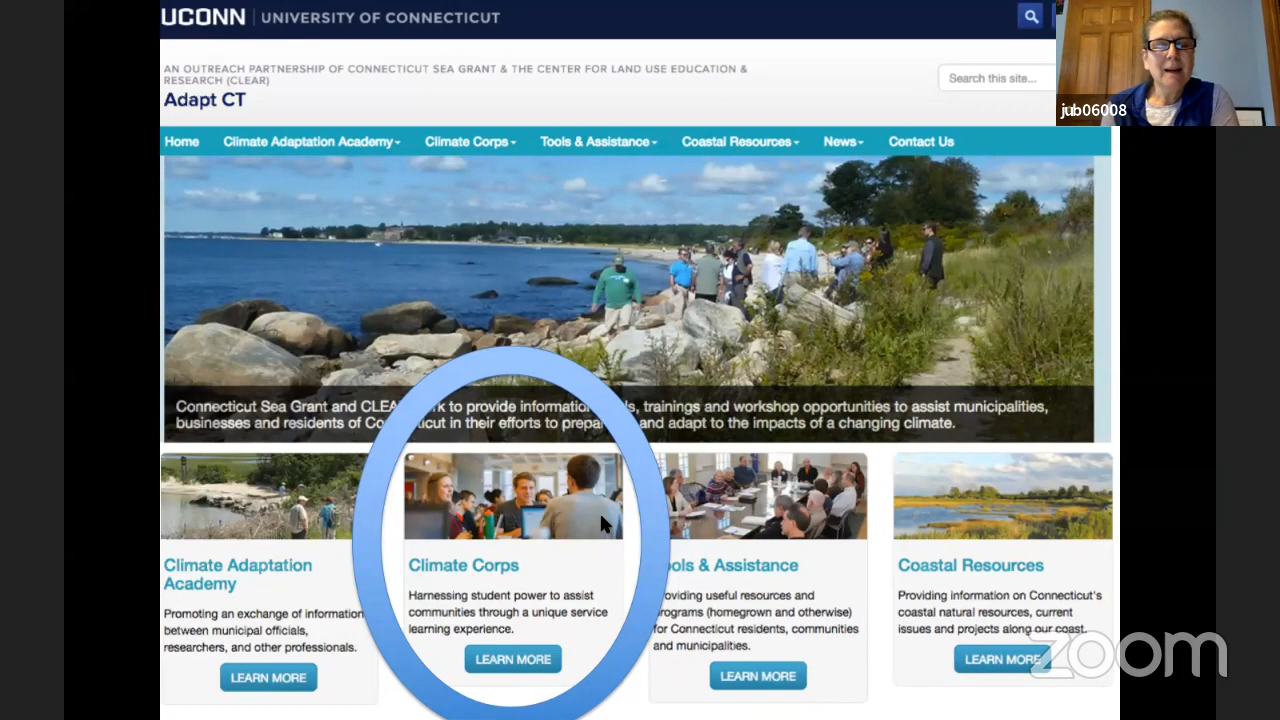 UCONN UNIVERSITY OF CONNECTICUT
AN OUTREACH PARTNERSHIP OF CONNECTICUT SEA GRANT & THE CENTER FOR LAND USE EDUCATION &
RESEARCH (CLEAR)
Adapt CT
Search this site...
jub06008
Home Climate Adaptation Academy Climate Corps Tools & Assistance Coastal Resources News Contact Us
Connecticut Sea Grant and CLEA rk to provide information ls, trainings and workshop opportunities to assist municipalities,
businesses and residents of Con cut in their efforts to prepar and adapt to the impacts of a changing climate.
Climate Adaptation
Academy
Promoting an exchange of information
between municipal officials,
researchers, and other professionals.
LEARN MORE
Climate Corps
Harnessing student power to assist
communities through a unique service
learning experience.
LEARN MORE
ols & Assistance
oviding useful resources and
programs (homegrown and otherwise)
for Connecticut residents, communities
and municipalities.
LEARN MORE
Coastal Resources
Providing information on Connecticut's
coastal natural resources, current
issues and projects along our coast.
LEARN MORE
zoom